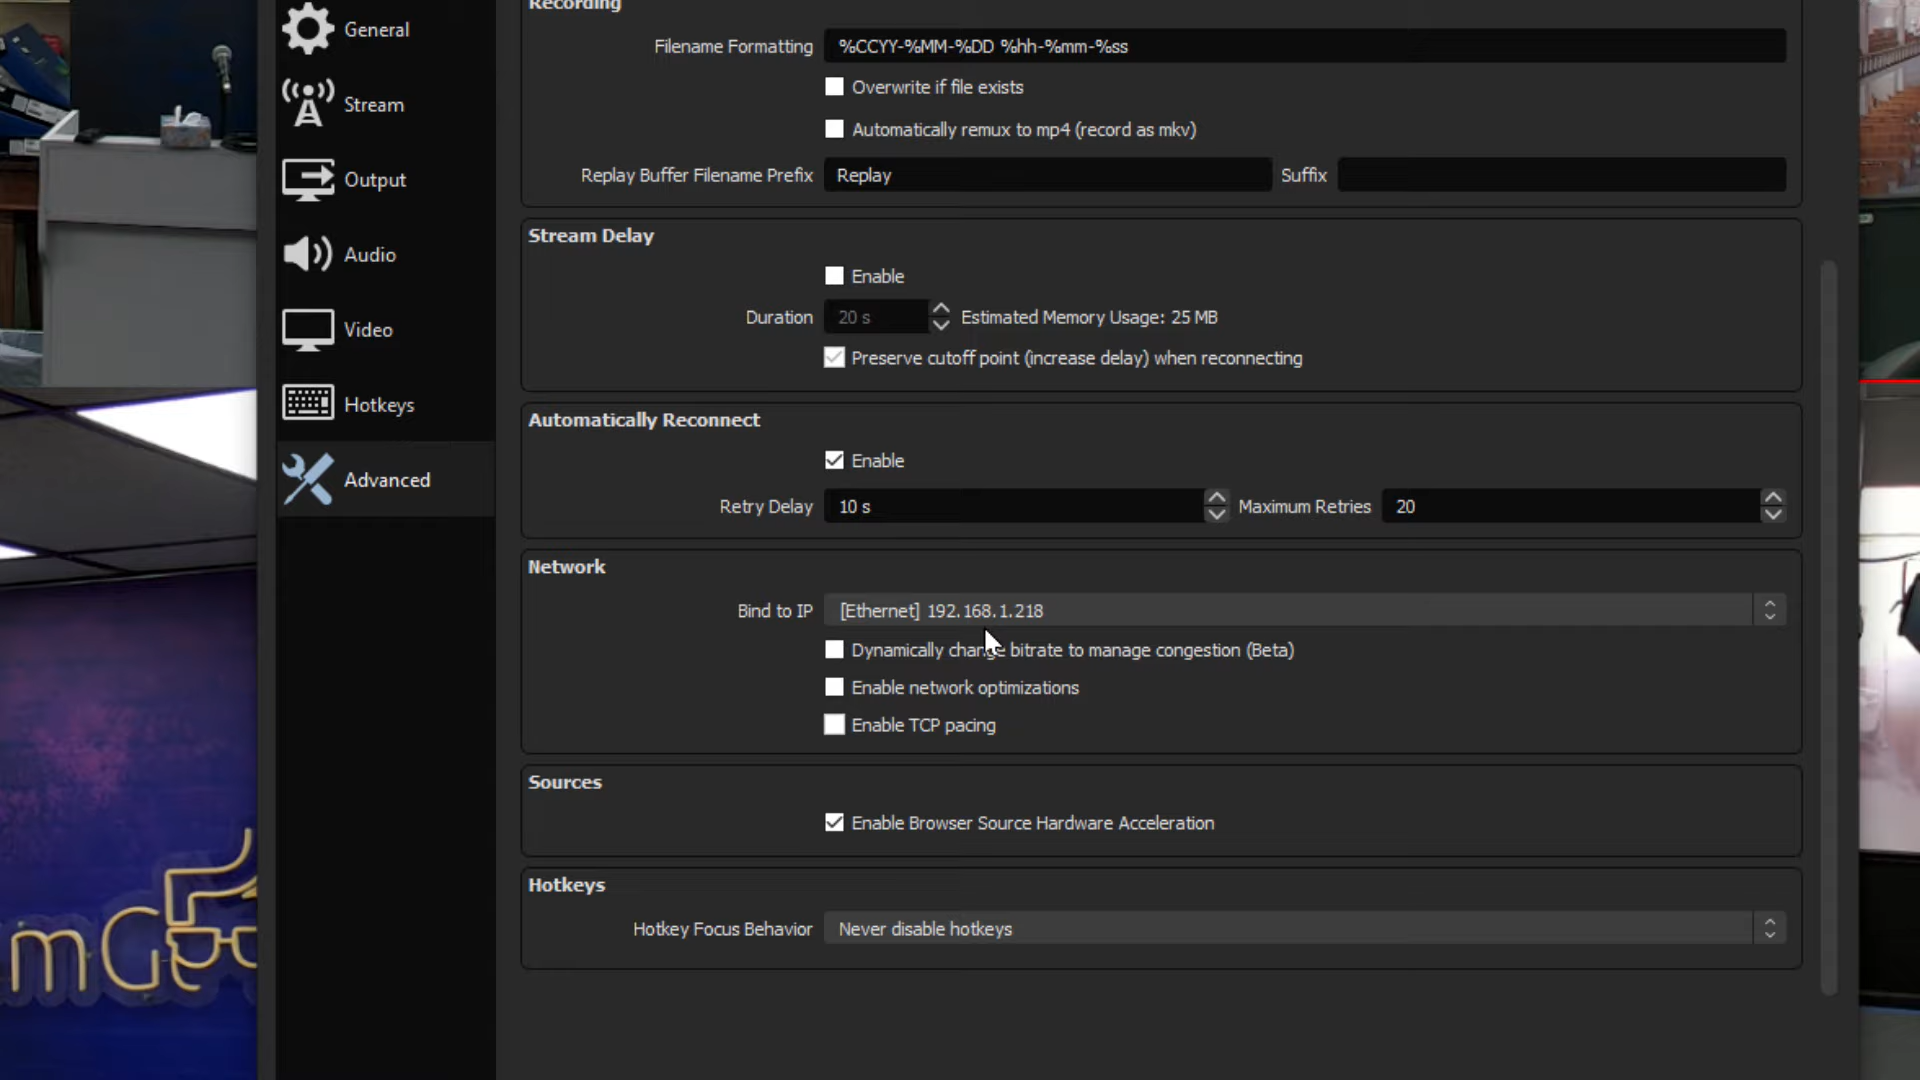 Recording
General
Filename Formatting %CCYY-%MM-%DD %hh-%mm-%ss
Overwrite if file exists
Stream
Automatically remux to mp4 (record as mkv)
Output
Replay Buffer Filename Prefix Replay Suffix
Stream Delay
Audio
Enable
Duration 20 s Estimated Memory Usage: 25 MB
Video
Preserve cutoff point (increase delay) when reconnecting
Hotkeys
Automatically Reconnect
Enable
Advanced
Retry Delay 10 s Maximum Retries 20
Network
Bind to IP [Ethernet] 192.168.1.218
Dynamically change bitrate to manage congestion (Beta)
Enable network optimizations
Enable TCP pacing
Sources
Enable Browser Source Hardware Acceleration
Hotkeys
Hotkey Focus Behavior Never disable hotkeys